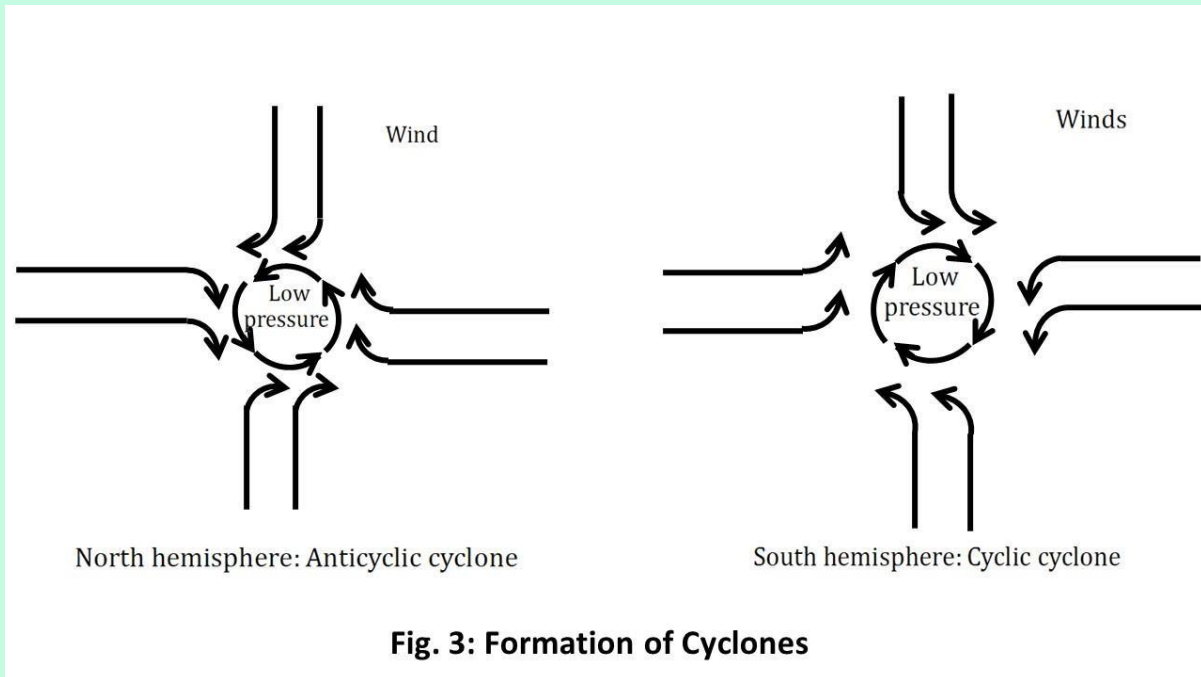 Wind
Winds
Low
pressure
Low
pressure
North hemisphere: Anticyclic cyclone
South hemisphere: Cyclic cyclone
Fig. 3: Formation of Cyclones